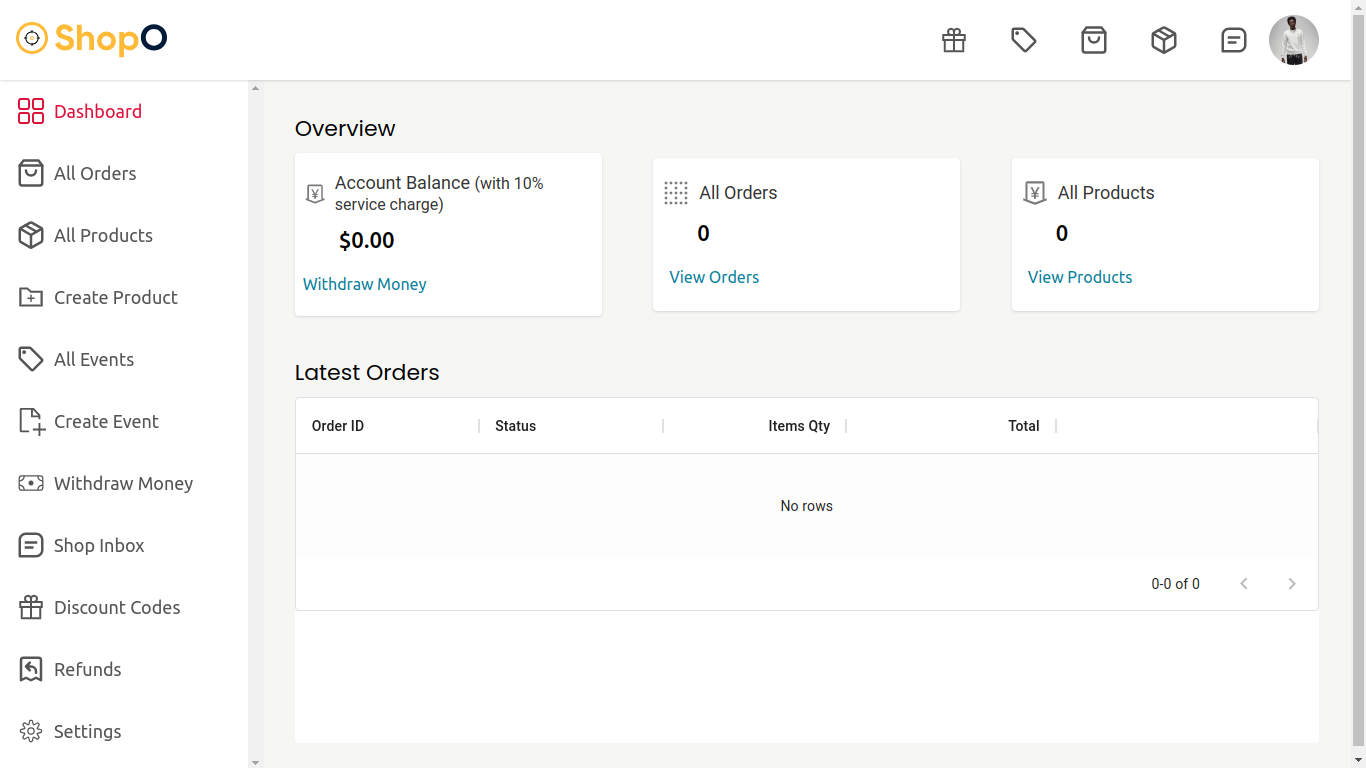 ShopO
Dashboard
All Orders
All Products
Create Product
All Events
Create Event
Withdraw Money
Shop Inbox
Discount Codes
Refunds
Settings
Overview
Account Balance (with 10%
service charge)
$0.00
Withdraw Money
All Orders
0
View Orders
All Products
0
View Products
Latest Orders
Order ID Status Items Qty Total
No rows
0-0 of 0